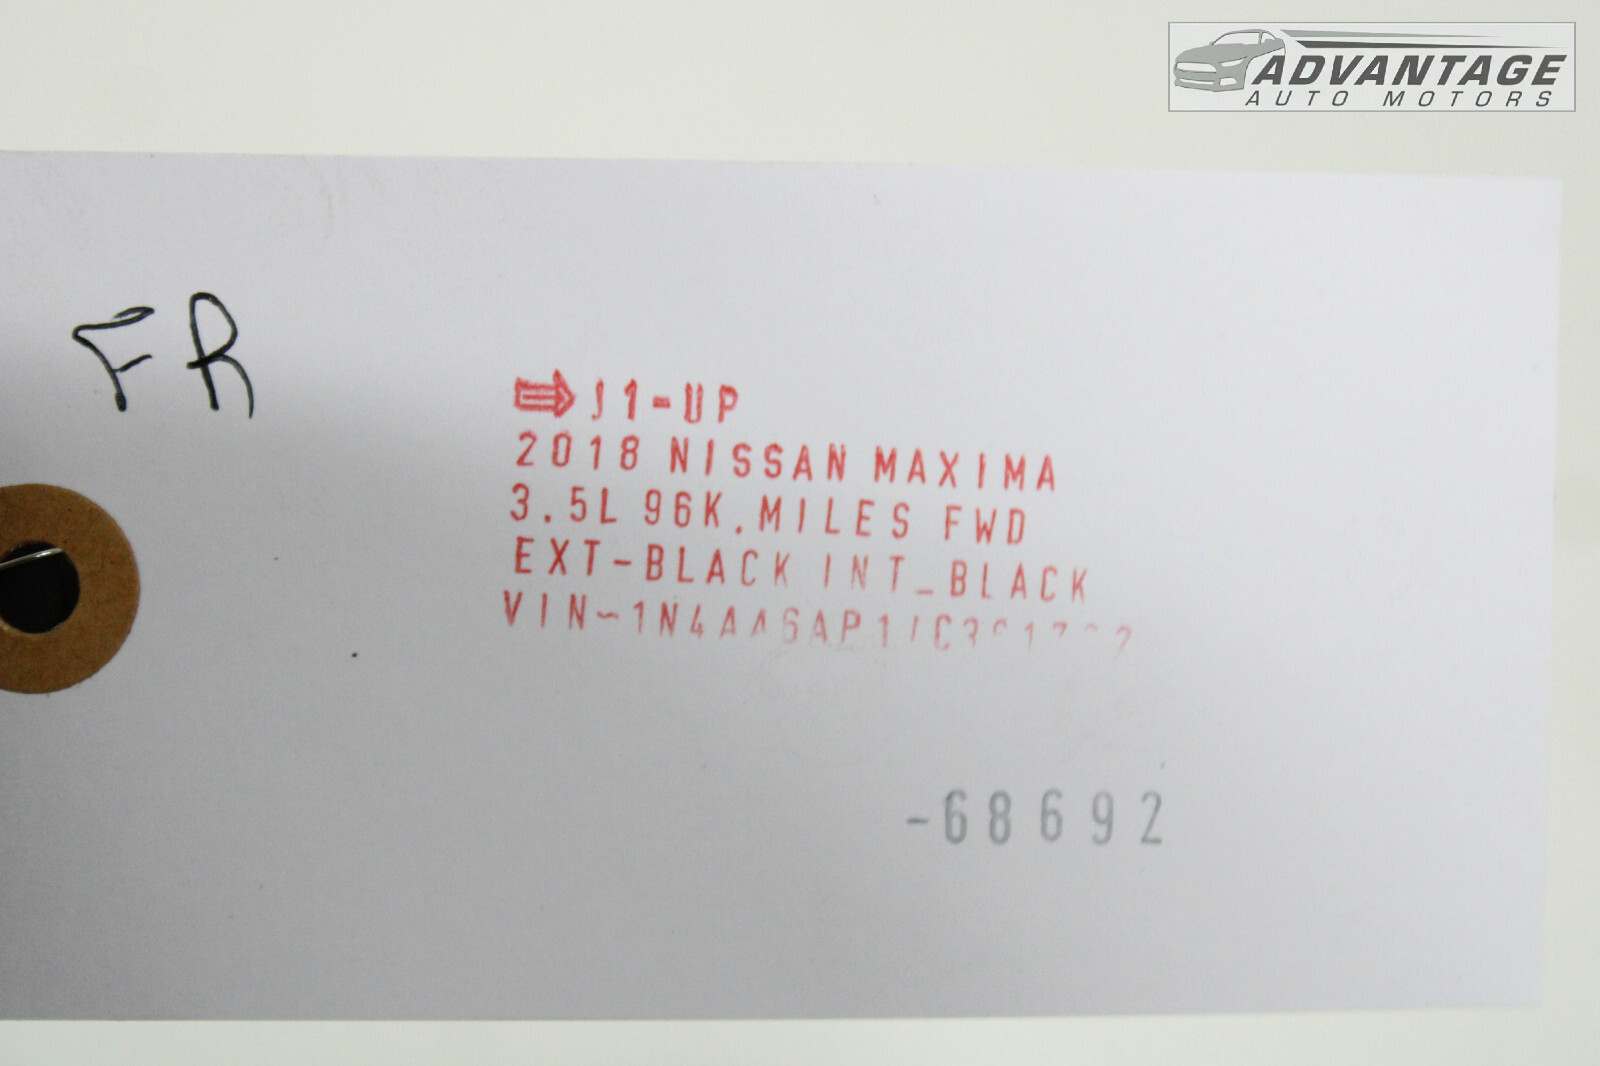 ADVANTAGE
AUTO MOTORS
FR
J1-UP
2018 NISSAN MAXIMA
3.5L 96K.MILES FWD
EXT-BLACK INT_BLACK
-68692